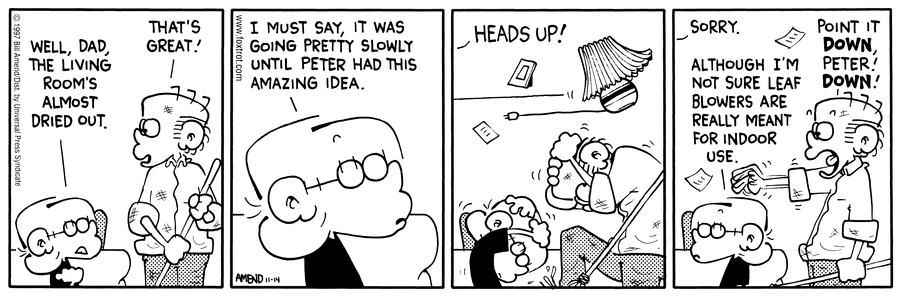 © 1997 Bill Amend/Dist. by Universal Press Syndicate
WELL, DAD,
THE LIVING
ROOM'S
ALMOST
DRIED OUT.
THAT'S
GREAT!
www.foxtrot.com
I MUST SAY, IT WAS
GOING PRETTY SLOWLY
UNTIL PETER HAD THIS
AMAZING IDEA.
AMEND 11-14
HEADS UP!
SORRY.
ALTHOUGH I'M
NOT SURE LEAF
BLOWERS ARE
REALLY MEANT
FOR INDOOR
USE.
POINT IT
DOWN,
PETER!
DOWN!